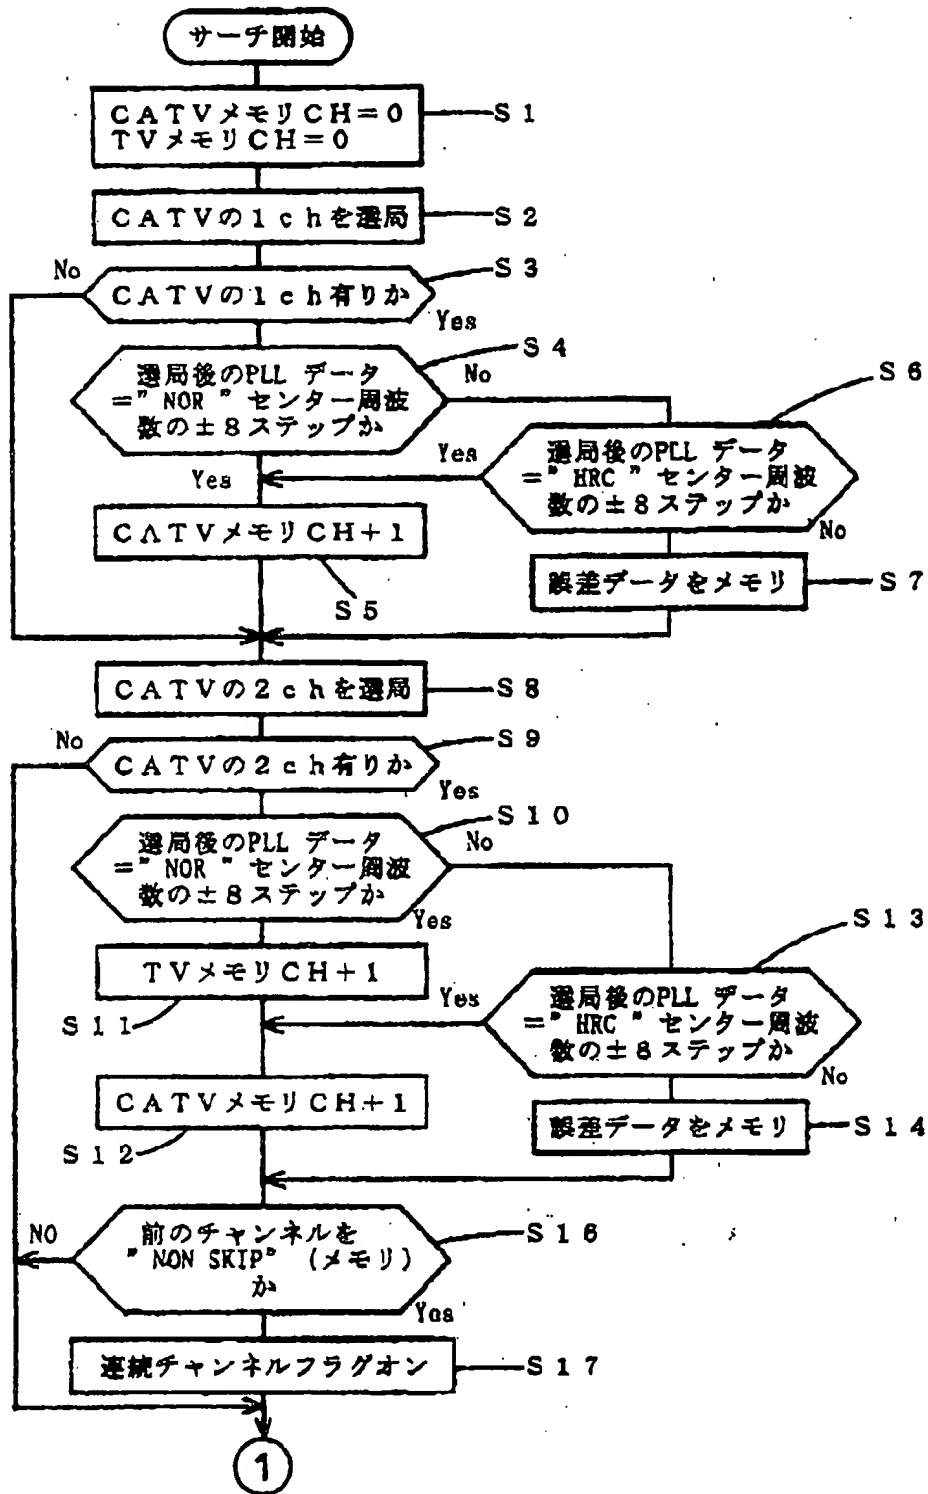 サーチ開始
CATVメモリCH=0
TVメモリCH=0
S1
CATVの1chを選局
S2
No
CATVの1ch有りか
S3
Yes
選局後のPLL データ
="NOR"センター周波
数の±8ステップか
S4
No
Yes
選局後のPLL データ
="HRC"センター周波
数の±8ステップか
S6
Yes
No
CATVメモリCH+1
S5
誤差データをメモリ
S7
CATVの2chを選局
S8
No
CATVの2ch有りか
S9
Yes
選局後のPLL データ
="NOR"センター周波
数の±8ステップか
S10
No
Yes
TVメモリCH+1
S11
選局後のPLL データ
="HRC"センター周波
数の±8ステップか
S13
Yes
No
CATVメモリCH+1
S12
誤差データをメモリ
S14
前のチャンネルを
"NON SKIP"(メモリ)
か
S16
NO
Yes
連続チャンネルフラグオン
S17
1